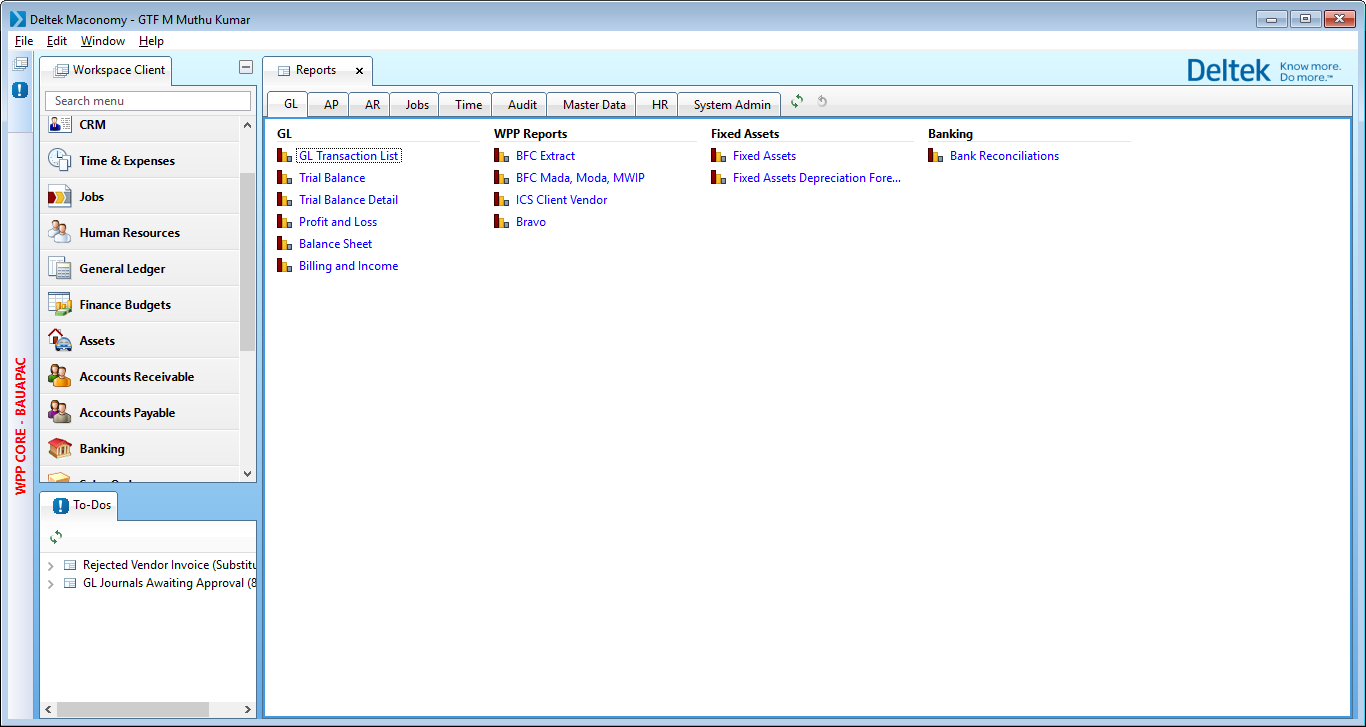 Deltek Maconomy - GTF M Muthu Kumar
File Edit Window Help
Workspace Client
Reports
Deltek Know more. Do more.™
Search menu
GL AP AR Jobs Time Audit Master Data HR System Admin
CRM
Time & Expenses
Jobs
Human Resources
General Ledger
Finance Budgets
Assets
Accounts Receivable
Accounts Payable
Banking
WPP CORE - BAUAPAC
GL
GL Transaction List
Trial Balance
Trial Balance Detail
Profit and Loss
Balance Sheet
Billing and Income
WPP Reports
BFC Extract
BFC Mada, Moda, MWIP
ICS Client Vendor
Bravo
Fixed Assets
Fixed Assets
Fixed Assets Depreciation Fore...
Banking
Bank Reconciliations
To-Dos
Rejected Vendor Invoice (Substitu
GL Journals Awaiting Approval (8